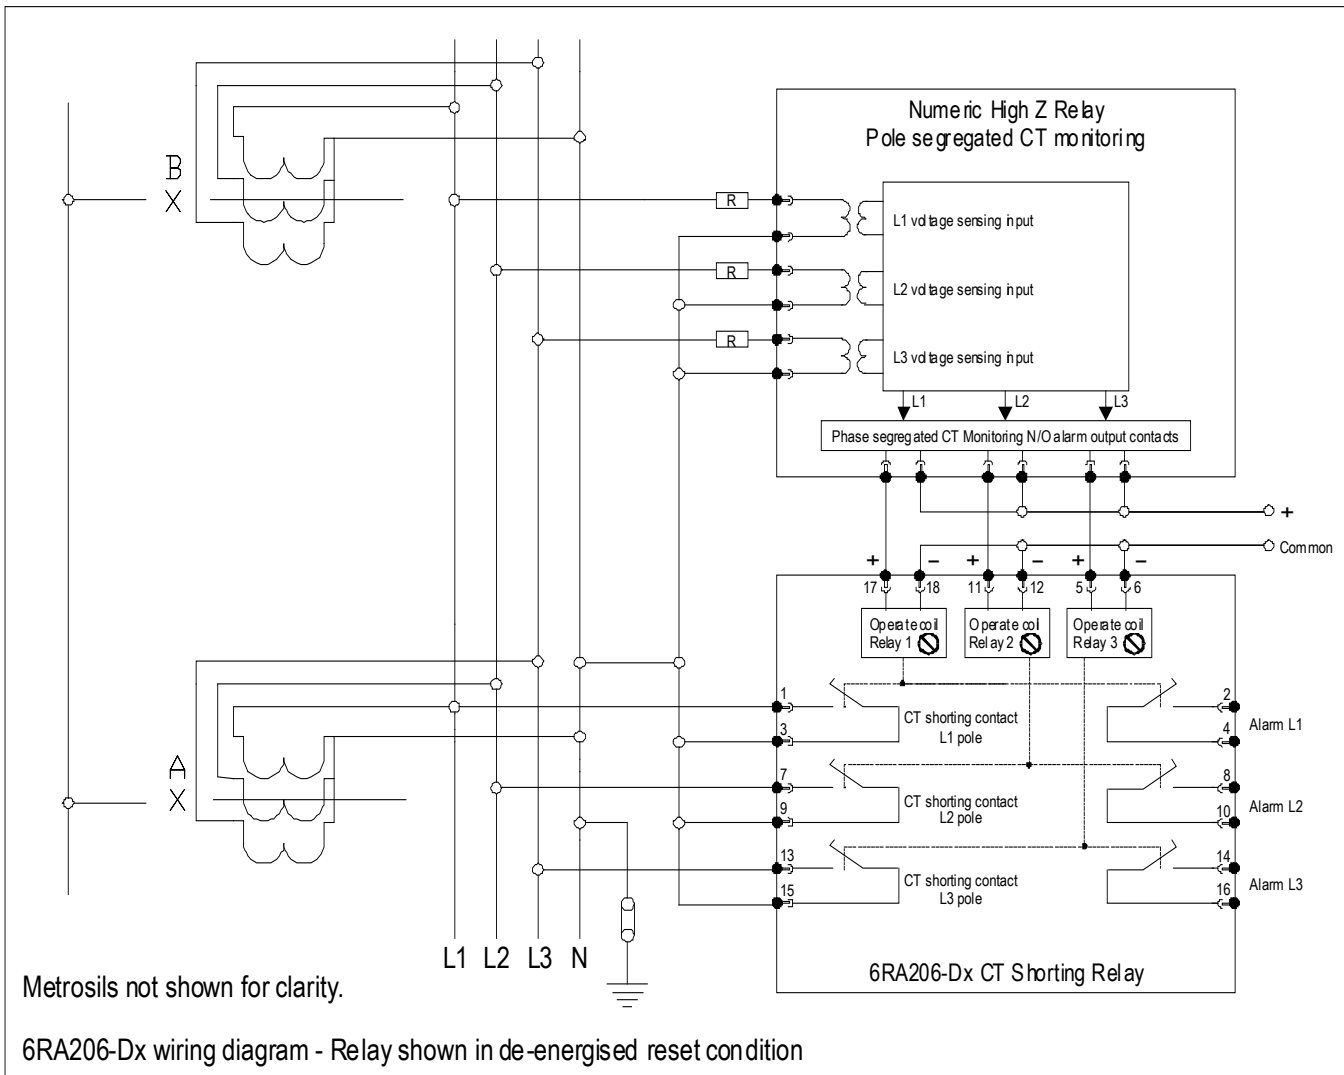 Numeric High Z Relay
Pole segregated CT monitoring
B
X
R
L1 voltage sensing input
R
L2 voltage sensing input
R
L3 voltage sensing input
L1
L2
L3
Phase segregated CT Monitoring N/O alarm output contacts
+
Common
+ − + − + −
17 18 11 12 5 6
Operate coil
Relay 1
Operate coil
Relay 2
Operate coil
Relay 3
1
2
CT shorting contact
L1 pole
3
4
Alarm L1
A
X
7
8
CT shorting contact
L2 pole
9
10
Alarm L2
13
14
CT shorting contact
L3 pole
15
16
Alarm L3
L1 L2 L3 N
6RA206-Dx CT Shorting Relay
Metrosils not shown for clarity.
6RA206-Dx wiring diagram - Relay shown in de-energised reset condition